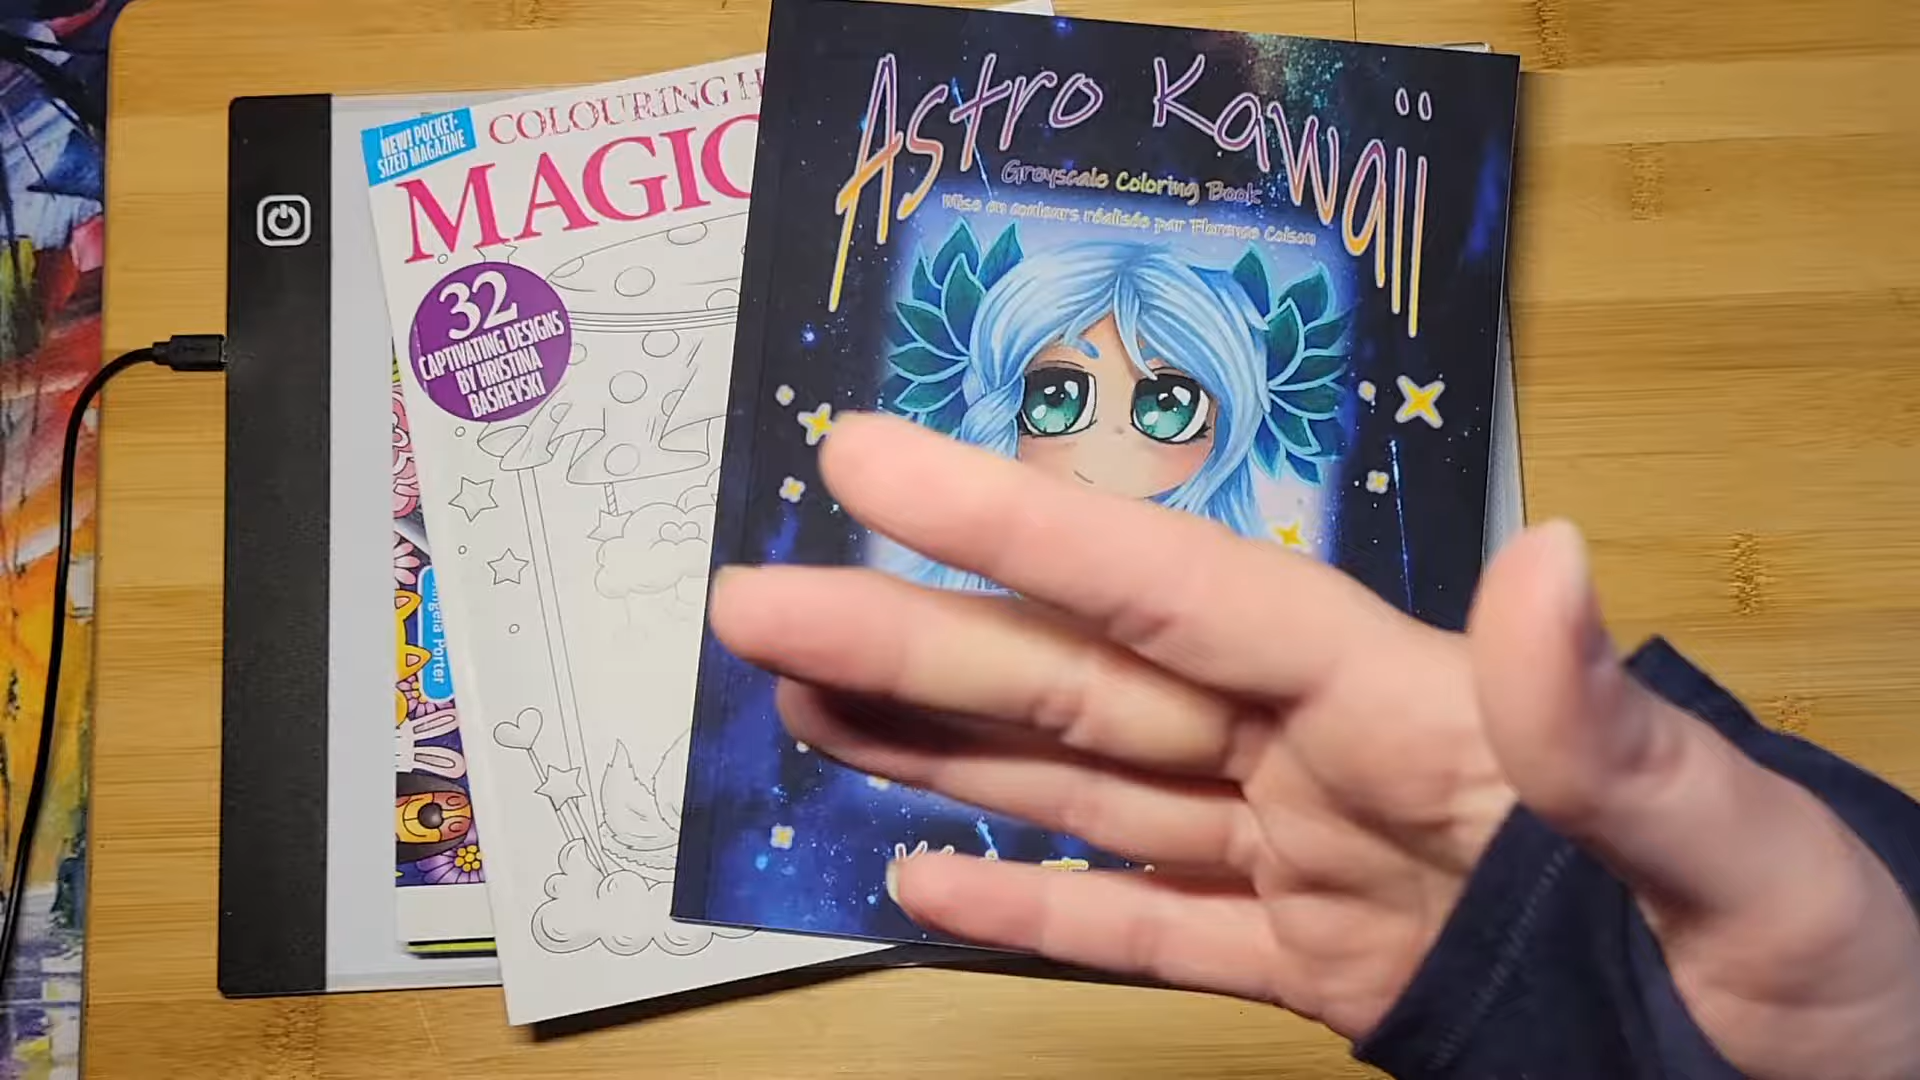 NEW! POCKET-
SIZED MAGAZINE
COLOURING H
MAGIC
32
CAPTIVATING DESIGNS
BY HRISTINA
BASHEVSKI
Angela Porter
Astro Kawaii
Greyscale Coloring Book
Mise en couleurs réalisée par Florence Colson